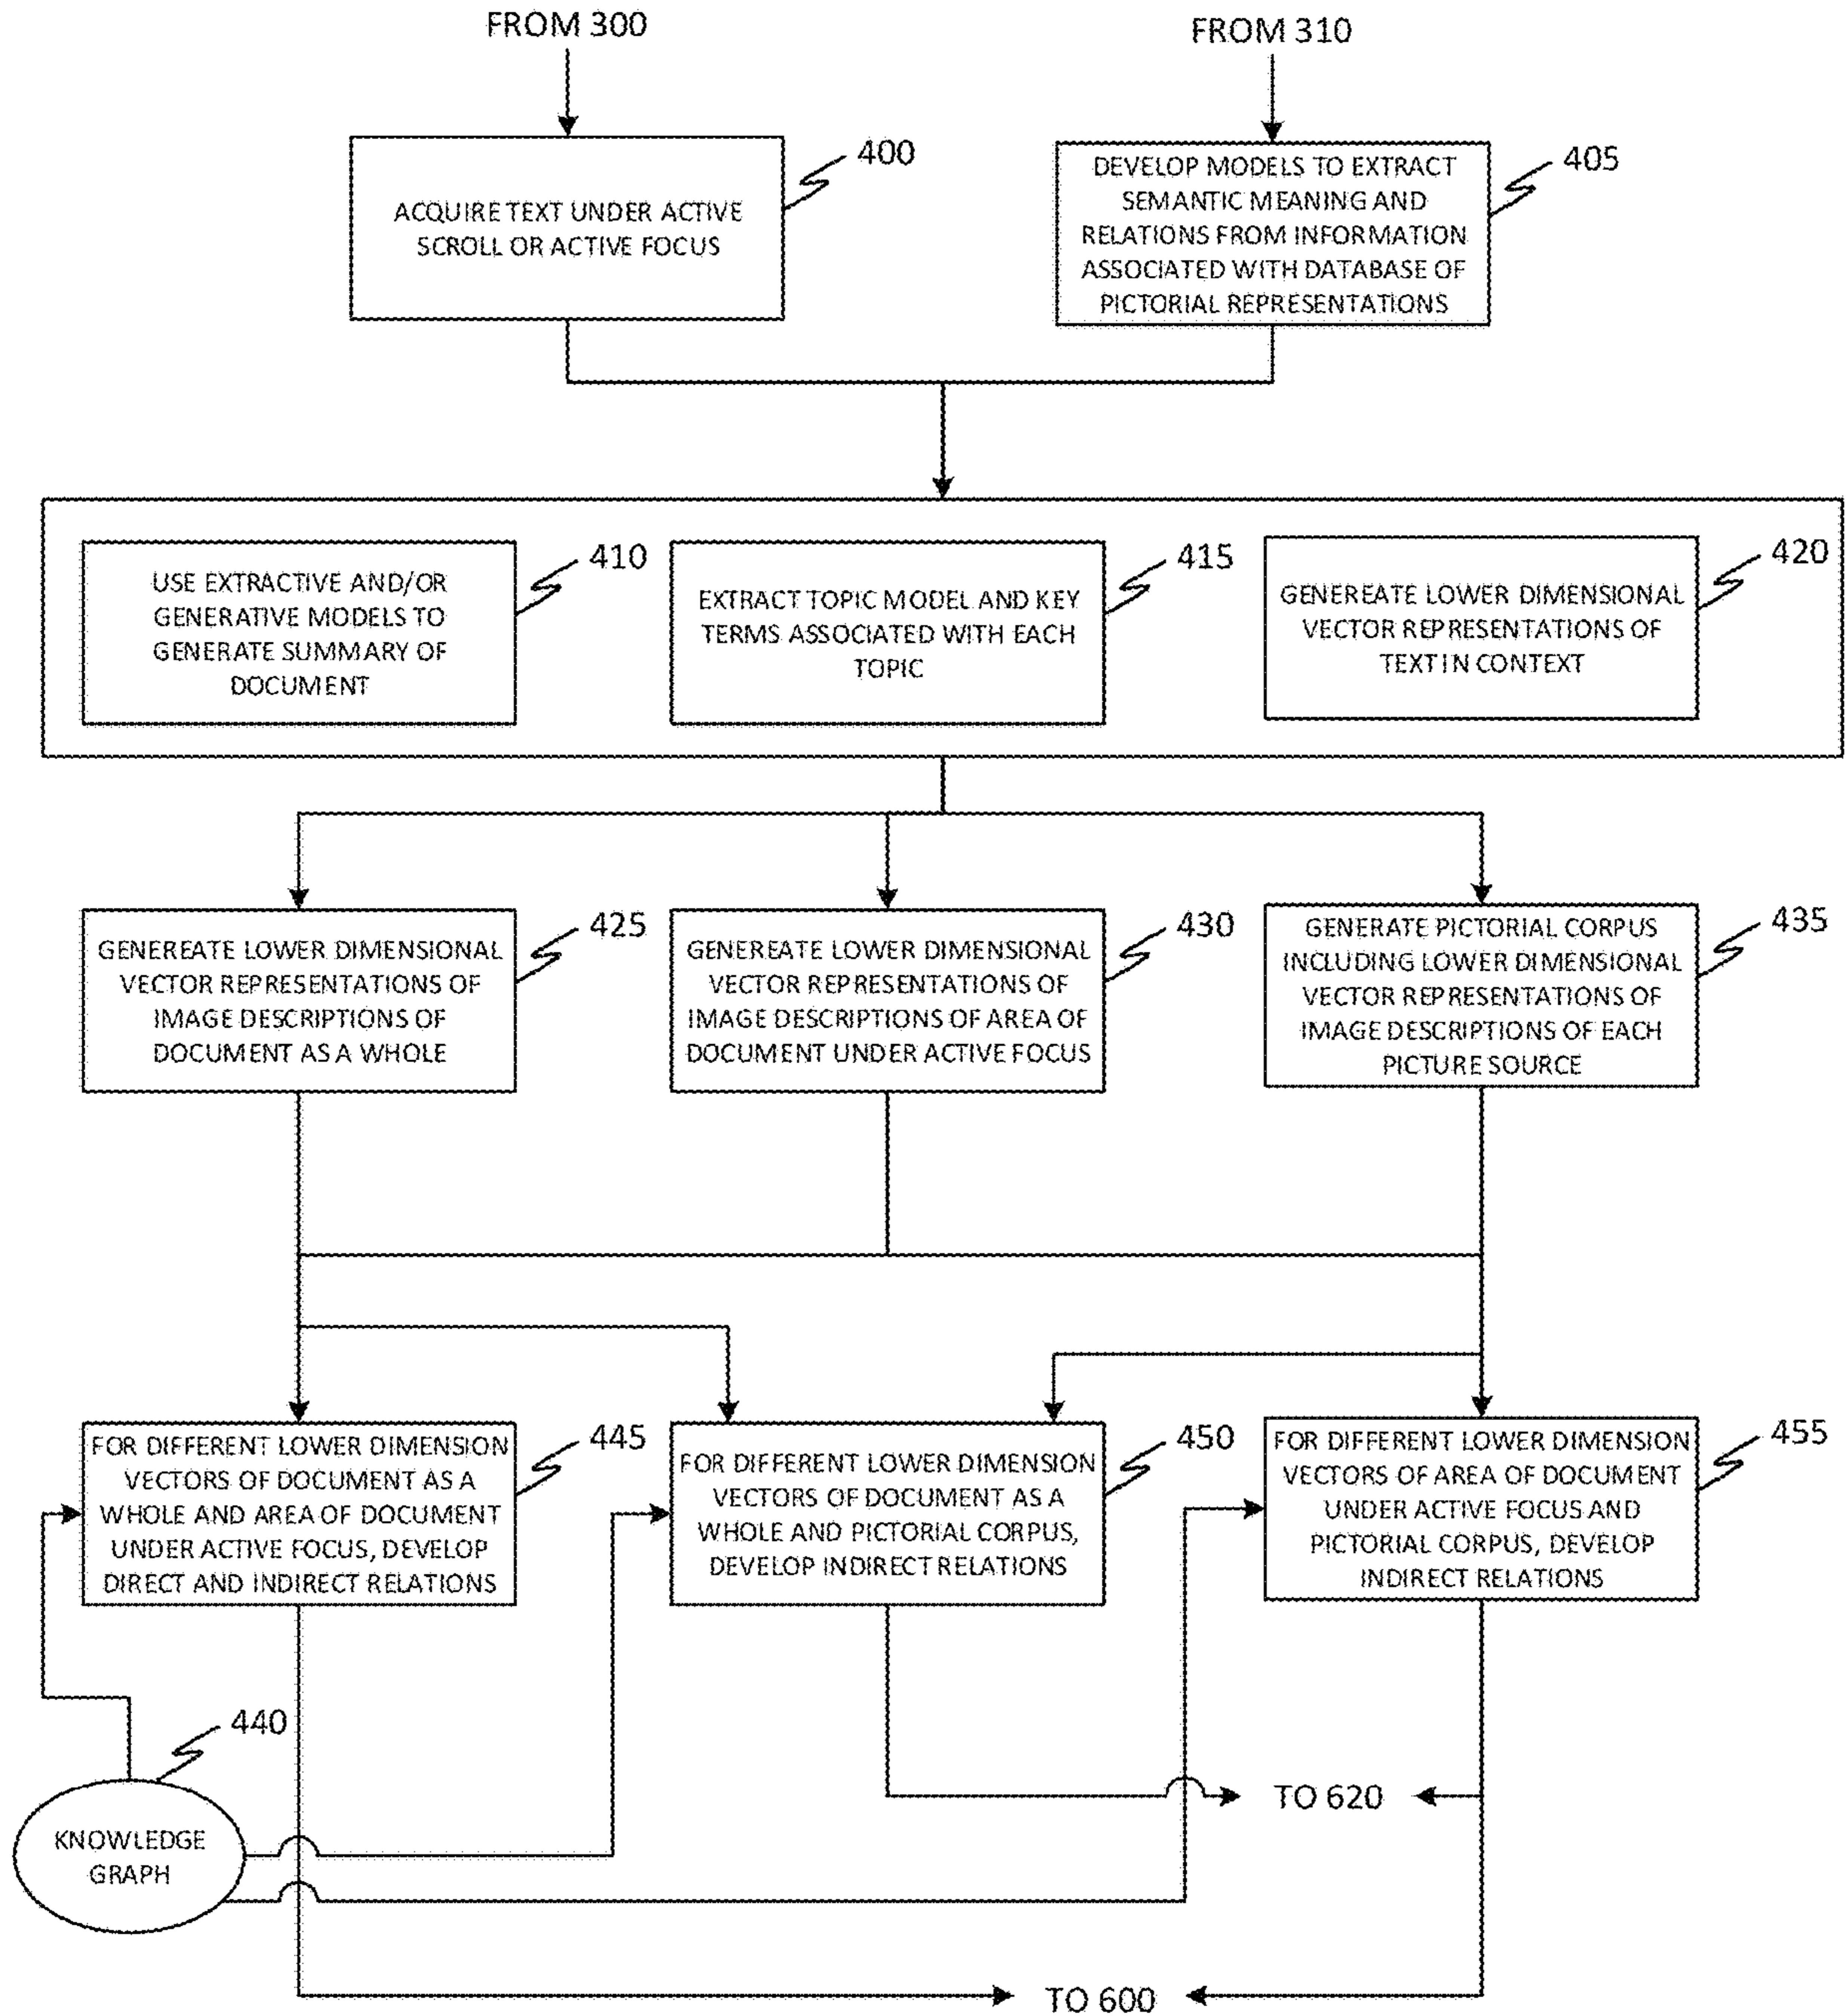 FROM 300
FROM 310
400
ACQUIRE TEXT UNDER ACTIVE
SCROLL OR ACTIVE FOCUS
405
DEVELOP MODELS TO EXTRACT
SEMANTIC MEANING AND
RELATIONS FROM INFORMATION
ASSOCIATED WITH DATABASE OF
PICTORIAL REPRESENTATIONS
410
USE EXTRACTIVE AND/OR
GENERATIVE MODELS TO
GENERATE SUMMARY OF
DOCUMENT
415
EXTRACT TOPIC MODEL AND KEY
TERMS ASSOCIATED WITH EACH
TOPIC
420
GENEREATE LOWER DIMENSIONAL
VECTOR REPRESENTATIONS OF
TEXT IN CONTEXT
425
GENEREATE LOWER DIMENSIONAL
VECTOR REPRESENTATIONS OF
IMAGE DESCRIPTIONS OF
DOCUMENT AS A WHOLE
430
GENEREATE LOWER DIMENSIONAL
VECTOR REPRESENTATIONS OF
IMAGE DESCRIPTIONS OF AREA OF
DOCUMENT UNDER ACTIVE FOCUS
435
GENERATE PICTORIAL CORPUS
INCLUDING LOWER DIMENSIONAL
VECTOR REPRESENTATIONS OF
IMAGE DESCRIPTIONS OF EACH
PICTURE SOURCE
445
FOR DIFFERENT LOWER DIMENSION
VECTORS OF DOCUMENT AS A
WHOLE AND AREA OF DOCUMENT
UNDER ACTIVE FOCUS, DEVELOP
DIRECT AND INDIRECT RELATIONS
450
FOR DIFFERENT LOWER DIMENSION
VECTORS OF DOCUMENT AS A
WHOLE AND PICTORIAL CORPUS,
DEVELOP INDIRECT RELATIONS
455
FOR DIFFERENT LOWER DIMENSION
VECTORS OF AREA OF DOCUMENT
UNDER ACTIVE FOCUS AND
PICTORIAL CORPUS, DEVELOP
INDIRECT RELATIONS
440
KNOWLEDGE
GRAPH
TO 620
TO 600